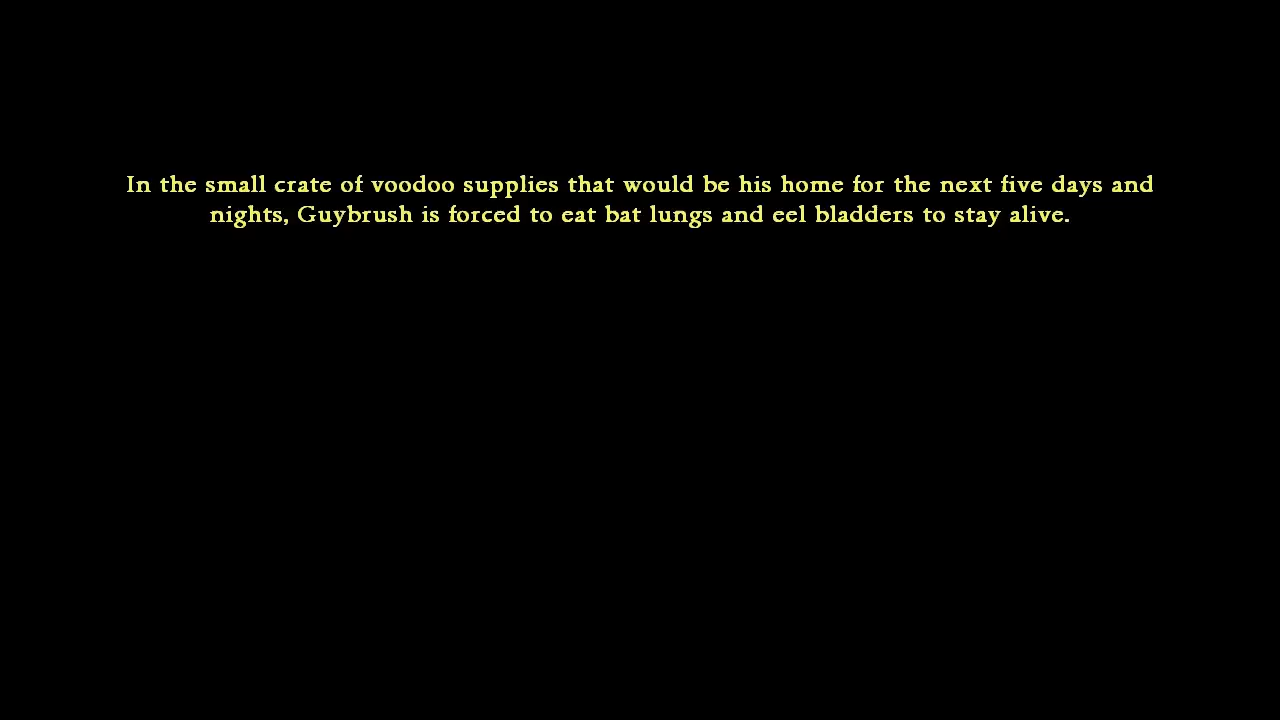 In the small crate of voodoo supplies that would be his home for the next five days and
nights, Guybrush is forced to eat bat lungs and eel bladders to stay alive.